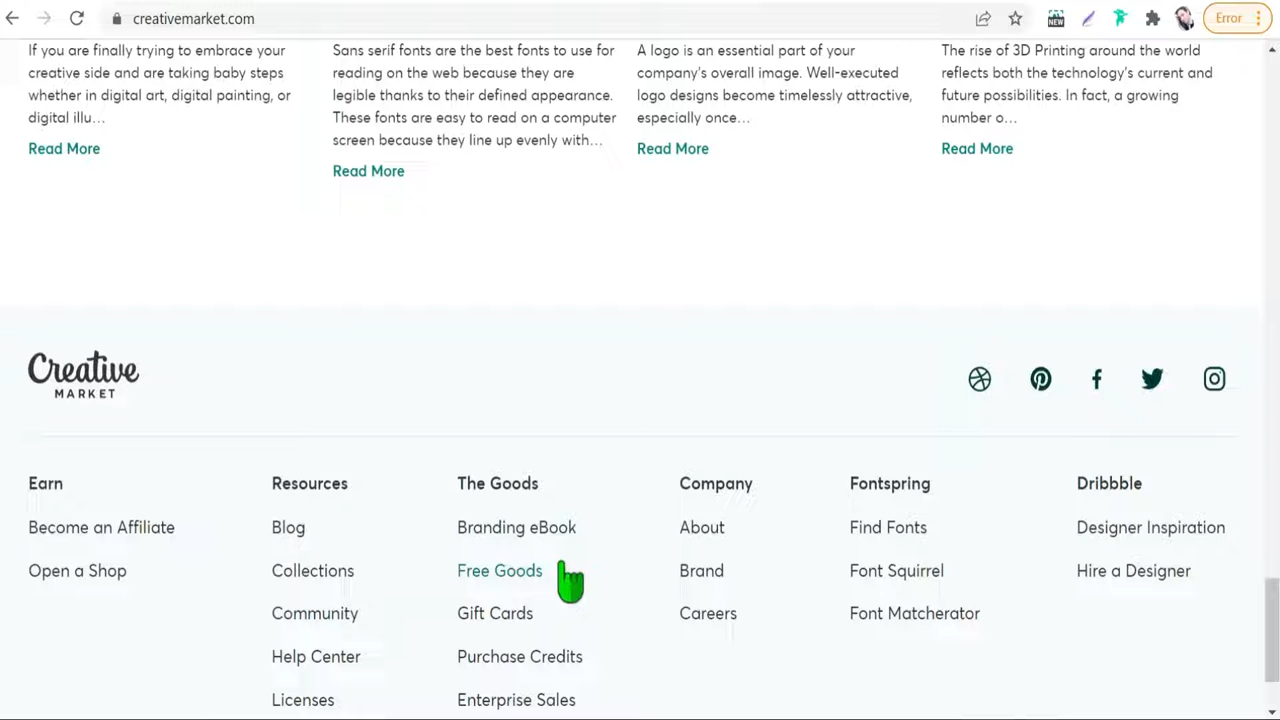 creativemarket.com
NEW
Error
If you are finally trying to embrace your
creative side and are taking baby steps
whether in digital art, digital painting, or
digital illu…
Read More
Sans serif fonts are the best fonts to use for
reading on the web because they are
legible thanks to their defined appearance.
These fonts are easy to read on a computer
screen because they line up evenly with…
Read More
A logo is an essential part of your
company's overall image. Well-executed
logo designs become timelessly attractive,
especially once…
Read More
The rise of 3D Printing around the world
reflects both the technology's current and
future possibilities. In fact, a growing
number o…
Read More
Creative
MARKET
Earn
Become an Affiliate
Open a Shop
Resources
Blog
Collections
Community
Help Center
Licenses
The Goods
Branding eBook
Free Goods
Gift Cards
Purchase Credits
Enterprise Sales
Company
About
Brand
Careers
Fontspring
Find Fonts
Font Squirrel
Font Matcherator
Dribbble
Designer Inspiration
Hire a Designer